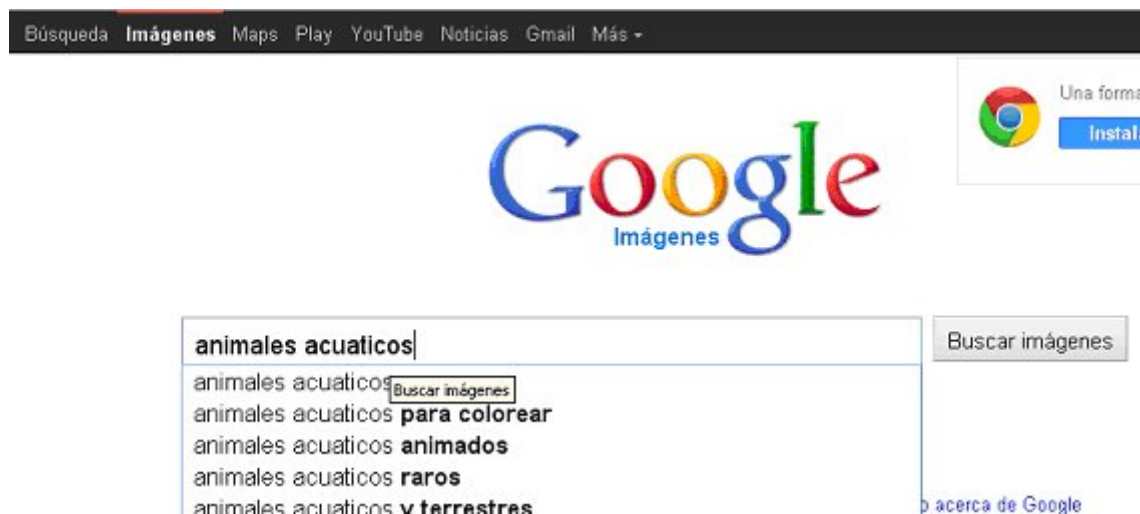 Búsqueda Imágenes Maps Play YouTube Noticias Gmail Más
Una forma
Instal
Google
Imágenes
animales acuaticos
Buscar imágenes
animales acuaticos
Buscar imágenes
animales acuaticos para colorear
animales acuaticos animados
animales acuaticos raros
animales acuaticos y terrestres
acerca de Google